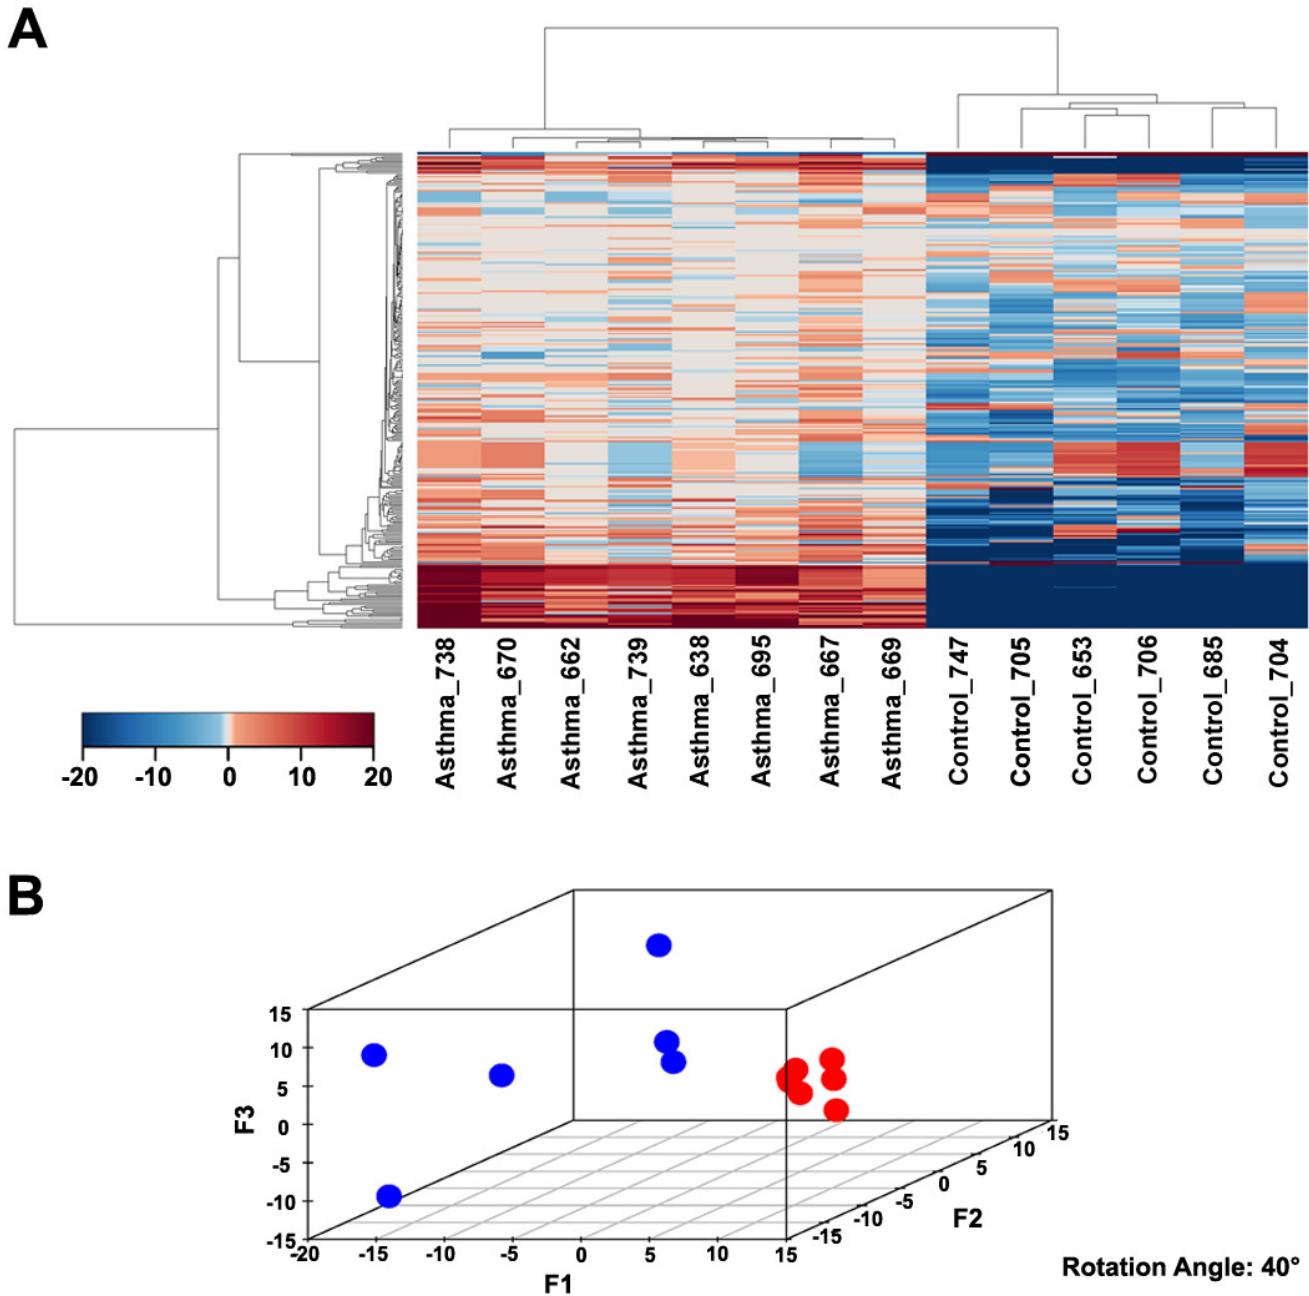 A
Asthma_738
Asthma_670
Asthma_662
Asthma_739
Asthma_638
Asthma_695
Asthma_667
Asthma_669
Control_747
Control_705
Control_653
Control_706
Control_685
Control_704
-20 -10 0 10 20
B
15
10
5
0
-5
-10
-15
F3
-20 -15 -10 -5 0 5 10 15
F1
-15
-10
-5
0
5
10
15
F2
Rotation Angle: 40°